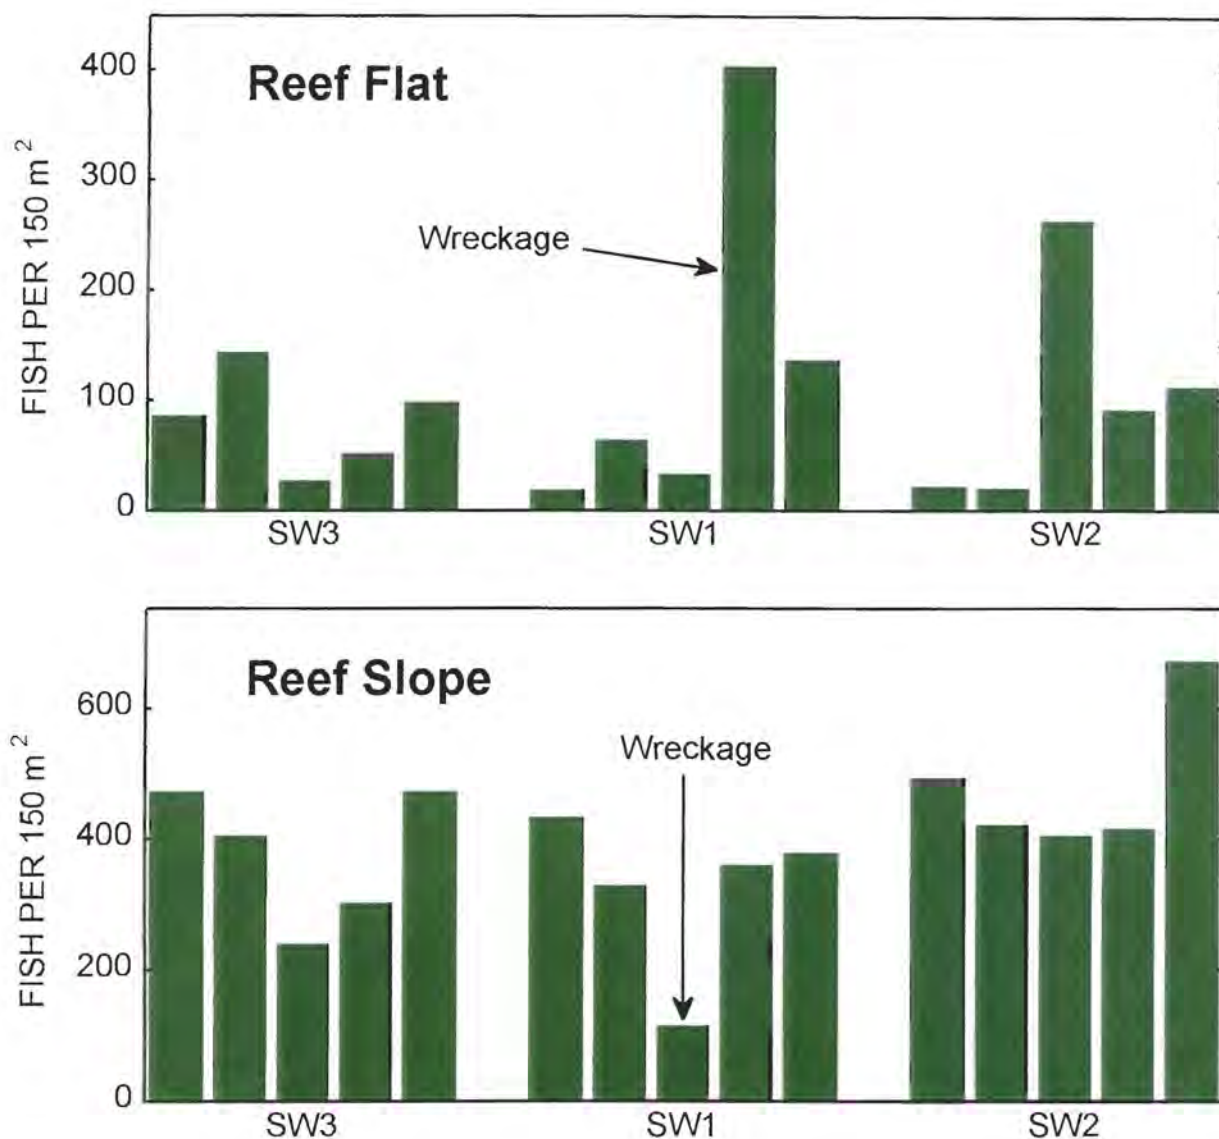 Reef Flat
FISH PER 150 m²
400
300
200
100
0
Wreckage
SW3 SW1 SW2
Reef Slope
FISH PER 150 m²
600
400
200
0
Wreckage
SW3 SW1 SW2